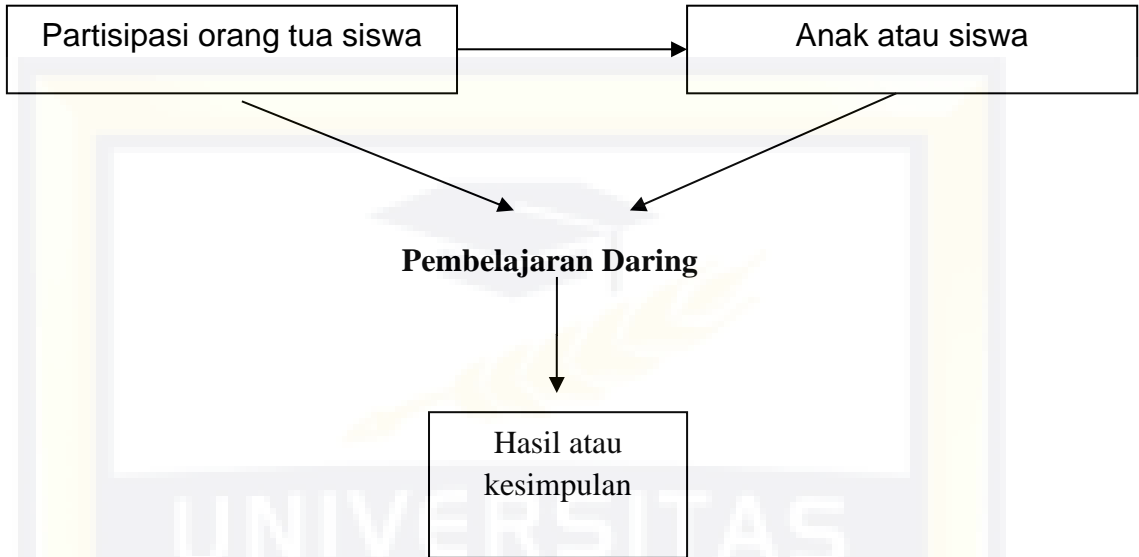 Partisipasi orang tua siswa
Anak atau siswa
Pembelajaran Daring
Hasil atau
kesimpulan
UNIVERSITAS